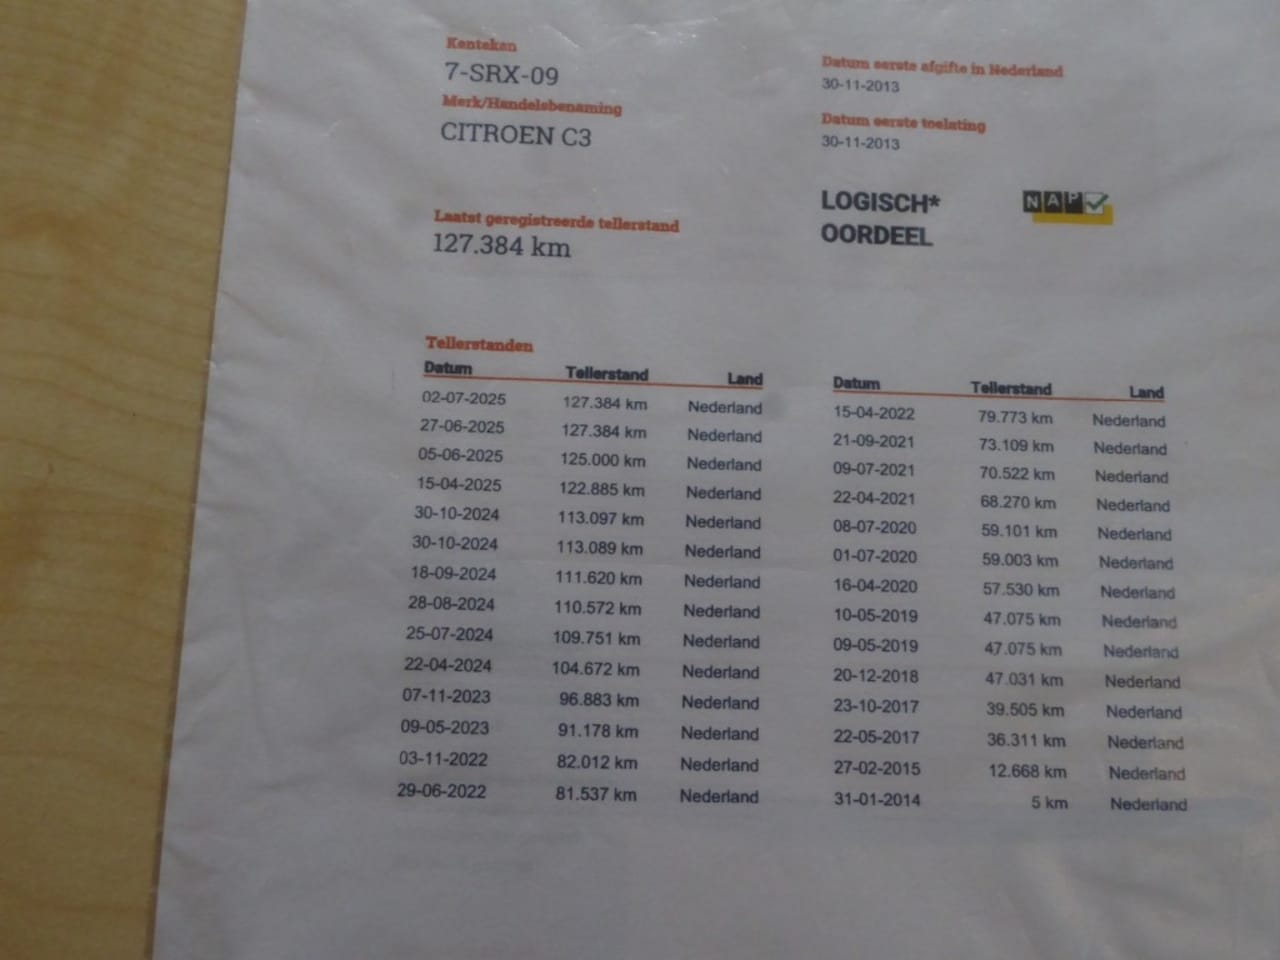 Kenteken
7-SRX-09
Merk/Handelsbenaming
CITROEN C3
Datum eerste afgifte in Nederland
30-11-2013
Datum eerste toelating
30-11-2013
Laatst geregistreerde tellerstand
127.384 km
LOGISCH*
OORDEEL
NAP
Tellerstanden
Datum Tellerstand Land
02-07-2025 127.384 km Nederland
27-06-2025 127.384 km Nederland
05-06-2025 125.000 km Nederland
15-04-2025 122.885 km Nederland
30-10-2024 113.097 km Nederland
30-10-2024 113.089 km Nederland
18-09-2024 111.620 km Nederland
28-08-2024 110.572 km Nederland
25-07-2024 109.751 km Nederland
22-04-2024 104.672 km Nederland
07-11-2023 96.883 km Nederland
09-05-2023 91.178 km Nederland
03-11-2022 82.012 km Nederland
29-06-2022 81.537 km Nederland
Datum Tellerstand Land
15-04-2022 79.773 km Nederland
21-09-2021 73.109 km Nederland
09-07-2021 70.522 km Nederland
22-04-2021 68.270 km Nederland
08-07-2020 59.101 km Nederland
01-07-2020 59.003 km Nederland
16-04-2020 57.530 km Nederland
10-05-2019 47.075 km Nederland
09-05-2019 47.075 km Nederland
20-12-2018 47.031 km Nederland
23-10-2017 39.505 km Nederland
22-05-2017 36.311 km Nederland
27-02-2015 12.668 km Nederland
31-01-2014 5 km Nederland